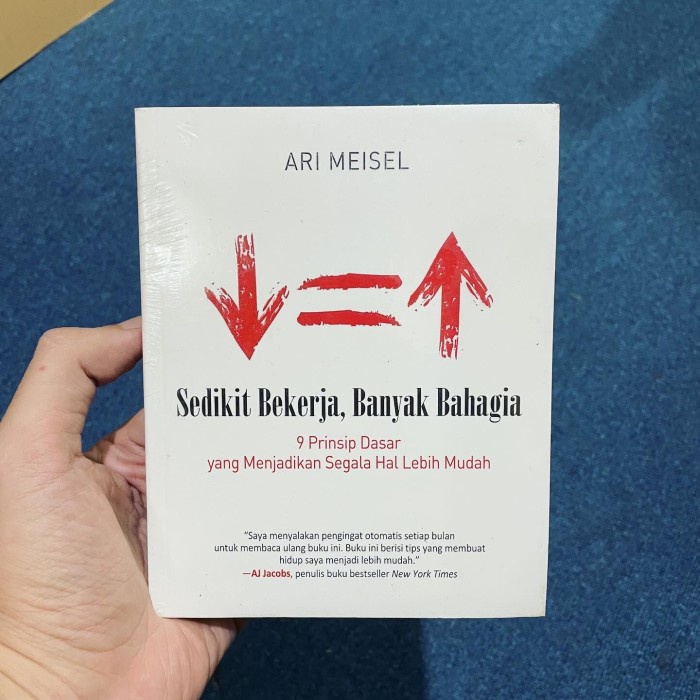 ARI MEISEL
Sedikit Bekerja, Banyak Bahagia
9 Prinsip Dasar
yang Menjadikan Segala Hal Lebih Mudah
“Saya menyalakan pengingat otomatis setiap bulan
untuk membaca ulang buku ini. Buku ini berisi tips yang membuat
hidup saya menjadi lebih mudah.”
—AJ Jacobs, penulis buku bestseller New York Times